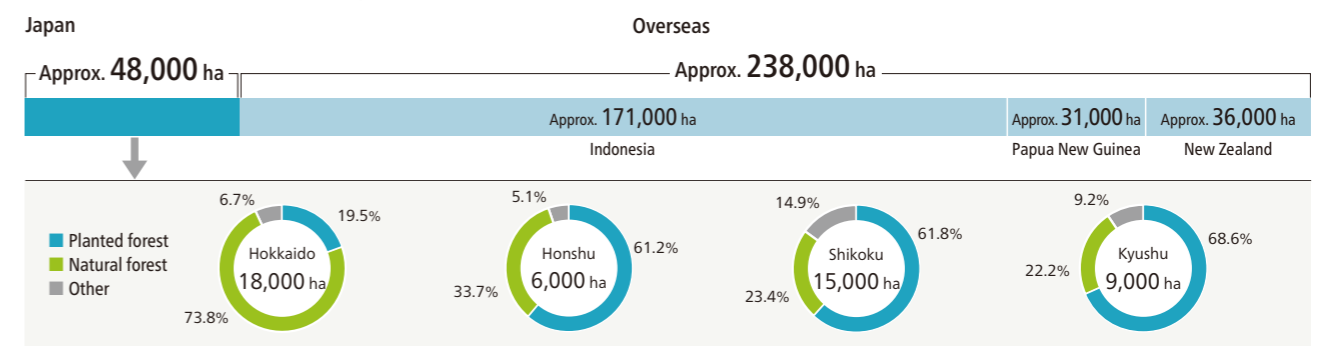 Japan
Overseas
Approx. 48,000 ha
Approx. 238,000 ha
Approx. 171,000 ha
Approx. 31,000 ha
Approx. 36,000 ha
Indonesia
Papua New Guinea
New Zealand
Planted forest
Natural forest
Other
6.7%
19.5%
Hokkaido
18,000 ha
73.8%
5.1%
61.2%
Honshu
6,000 ha
33.7%
14.9%
61.8%
Shikoku
15,000 ha
23.4%
9.2%
68.6%
Kyushu
9,000 ha
22.2%